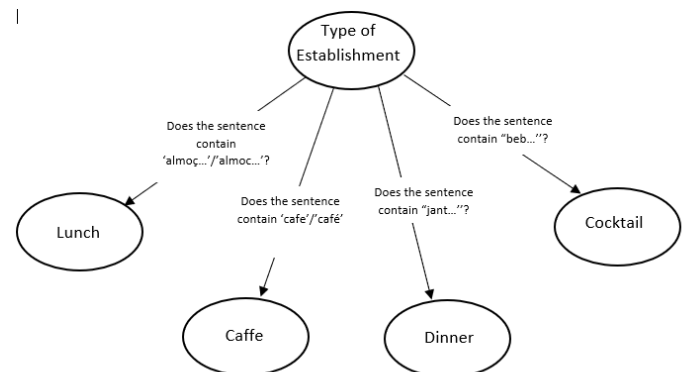 Type of
Establishment
Does the sentence
contain
‘almoç...’/’almoc...’?
Does the sentence
contain ‘cafe’/’café’
Does the sentence
contain “jant...’’?
Does the sentence
contain “beb...’’?
Lunch
Caffe
Dinner
Cocktail